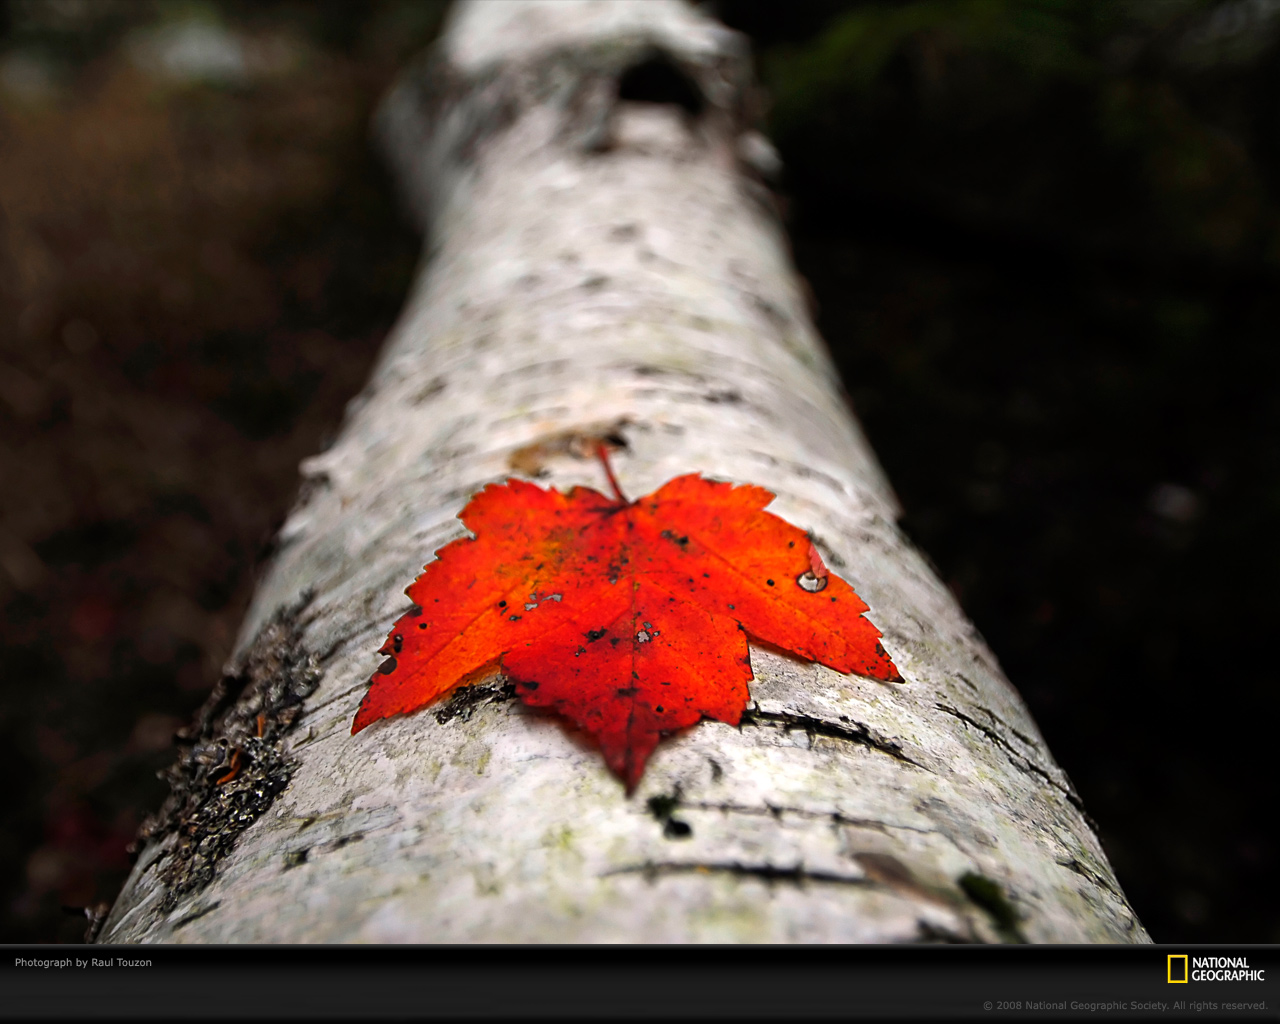 Photograph by Raul Touzon
NATIONAL
GEOGRAPHIC
© 2008 National Geographic Society. All rights reserved.